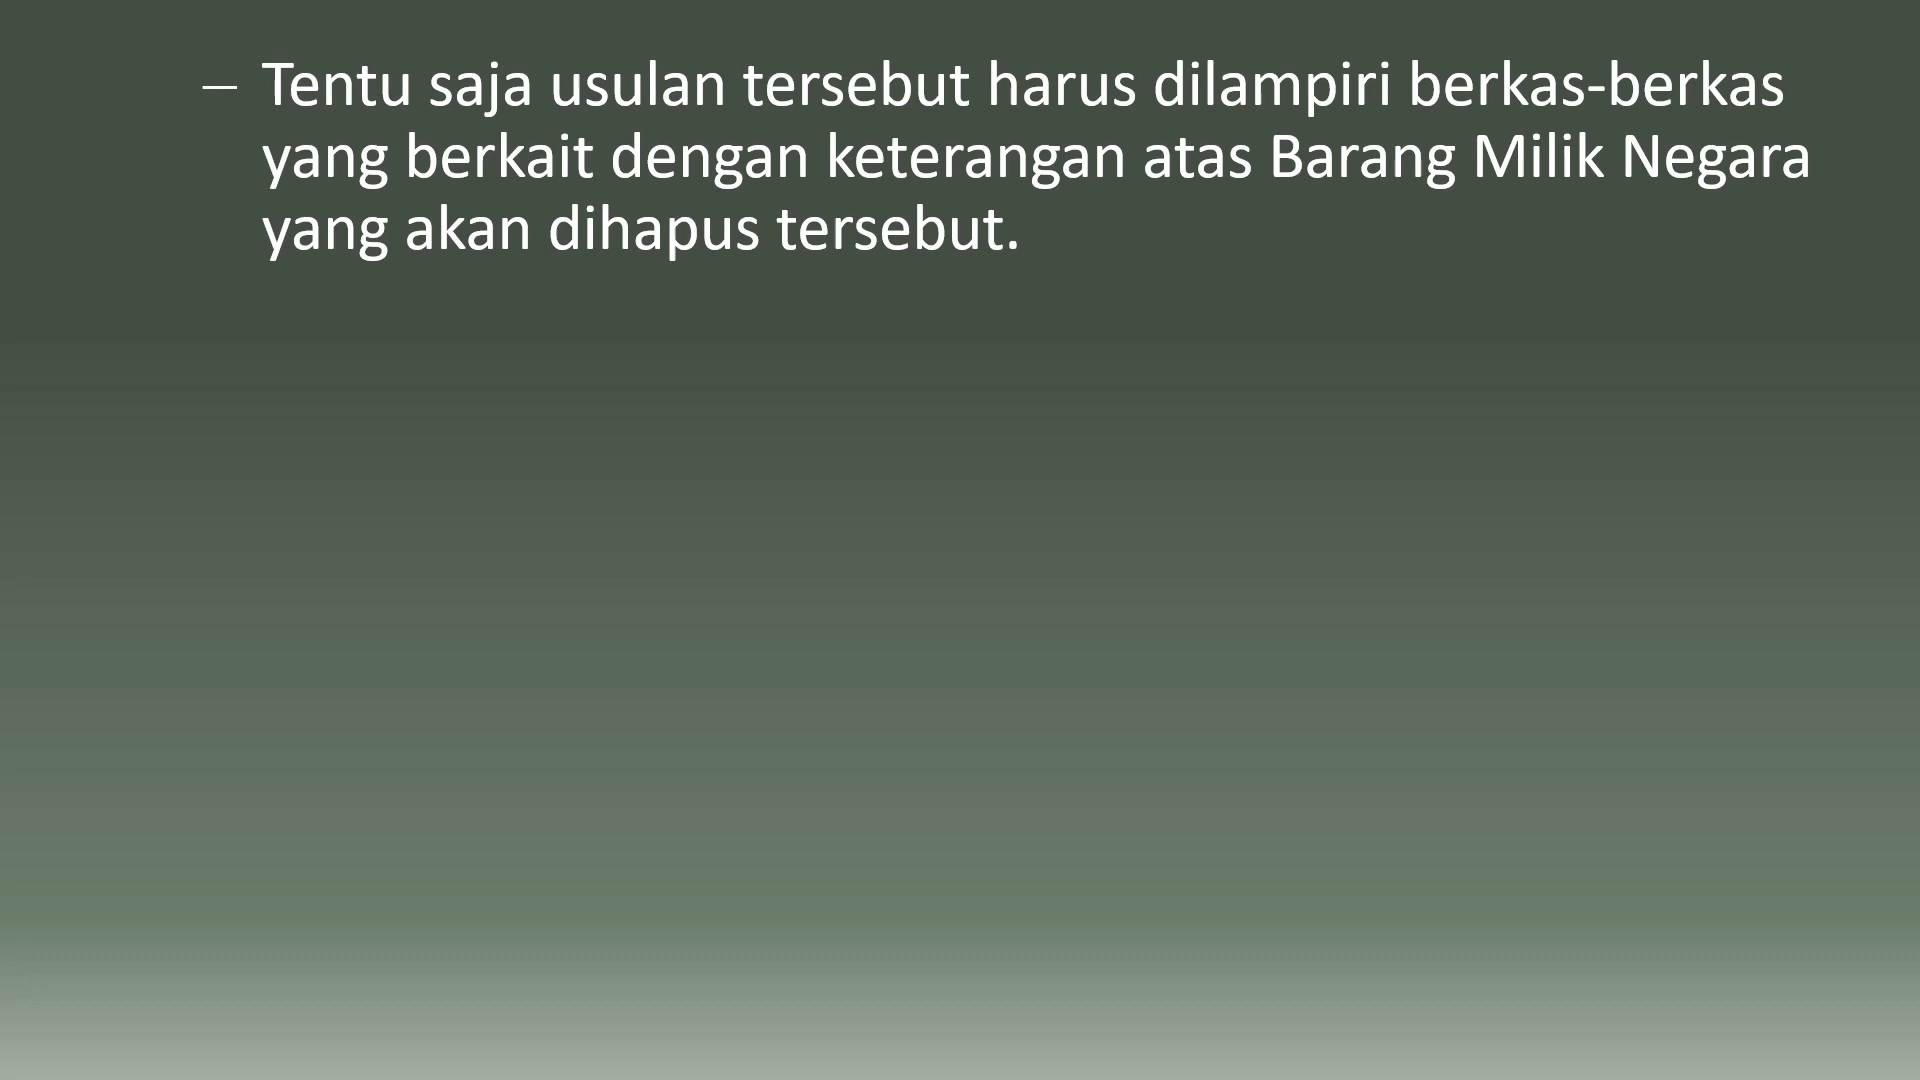 – Tentu saja usulan tersebut harus dilampiri berkas-berkas
yang berkait dengan keterangan atas Barang Milik Negara
yang akan dihapus tersebut.